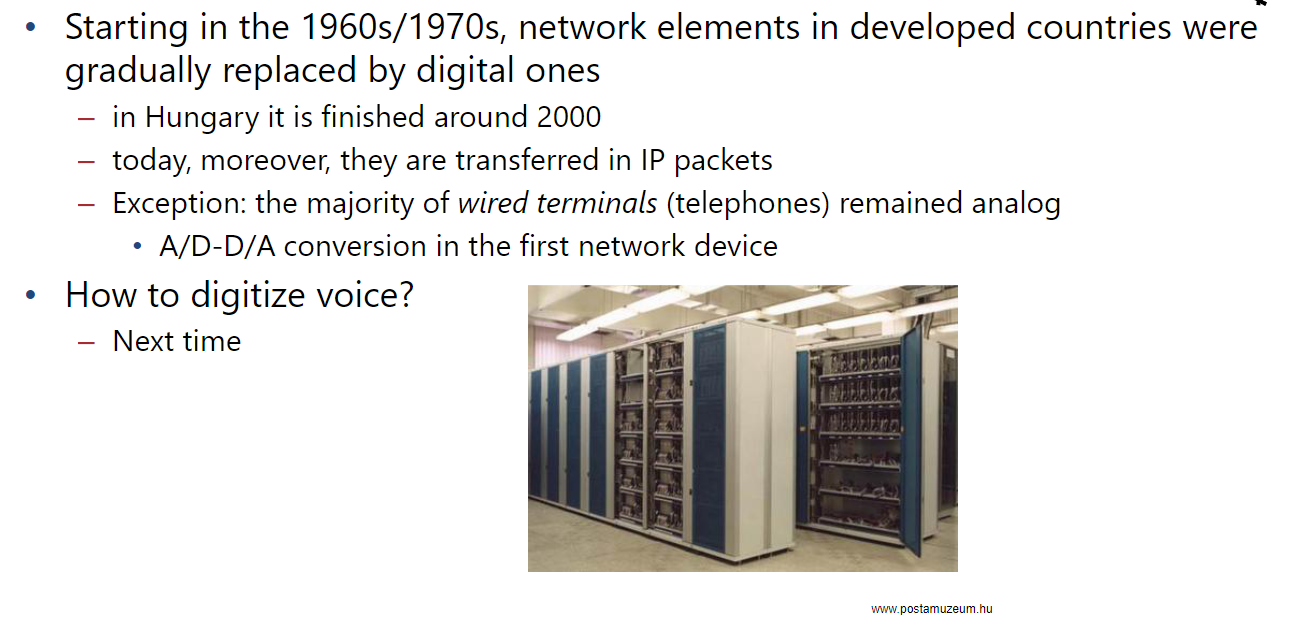 • Starting in the 1960s/1970s, network elements in developed countries were
gradually replaced by digital ones
– in Hungary it is finished around 2000
– today, moreover, they are transferred in IP packets
– Exception: the majority of wired terminals (telephones) remained analog
• A/D-D/A conversion in the first network device
• How to digitize voice?
– Next time
www.postamuzeum.hu